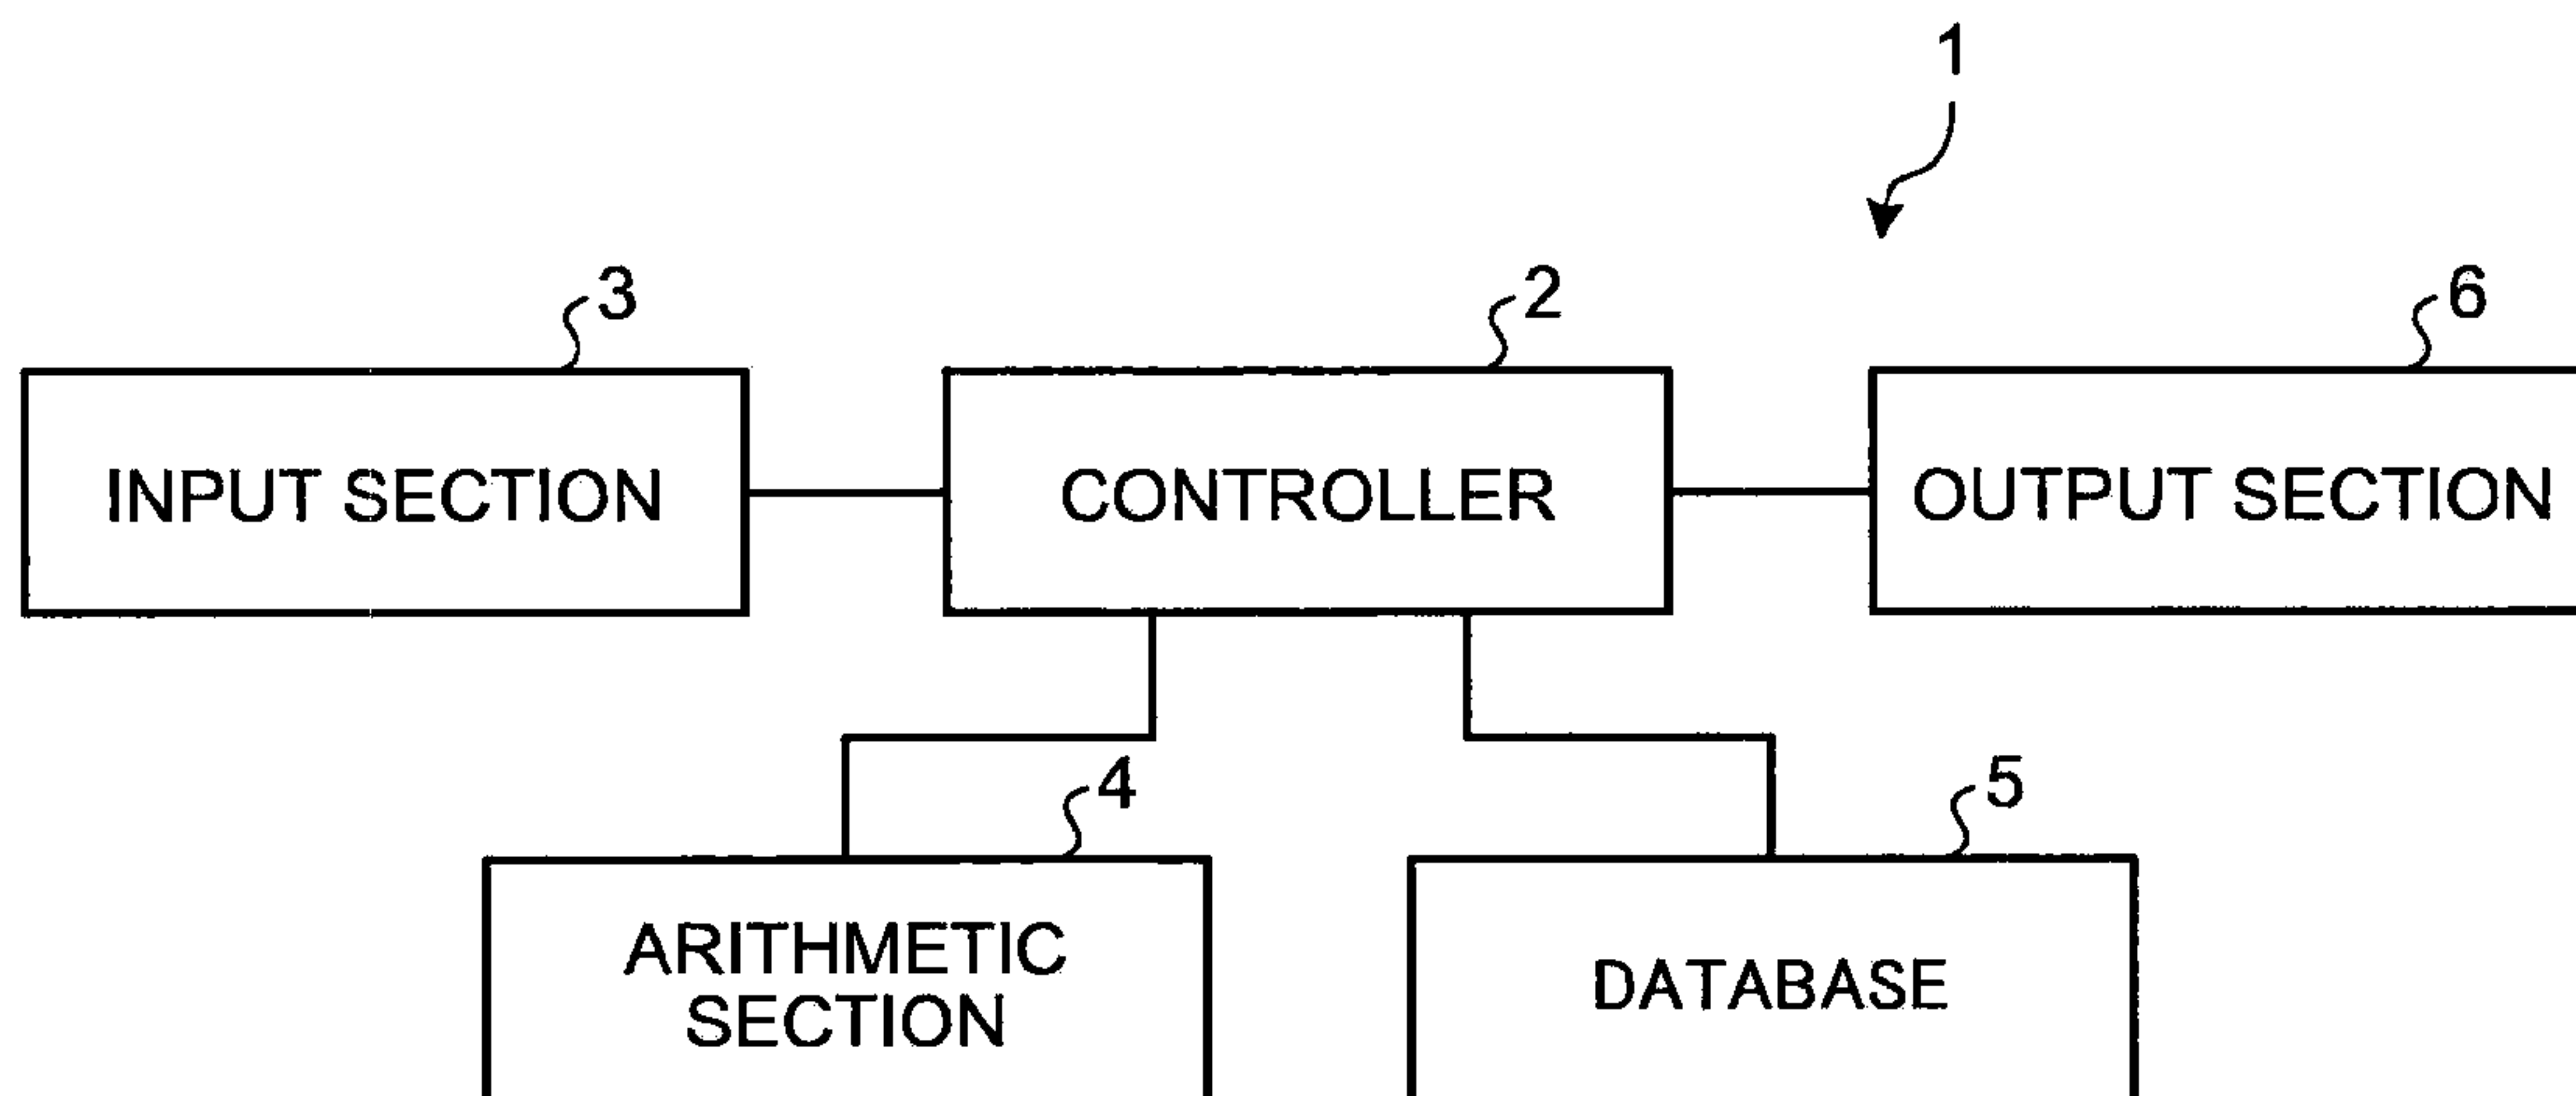 1
3
2
6
INPUT SECTION
CONTROLLER
OUTPUT SECTION
4
5
ARITHMETIC
SECTION
DATABASE